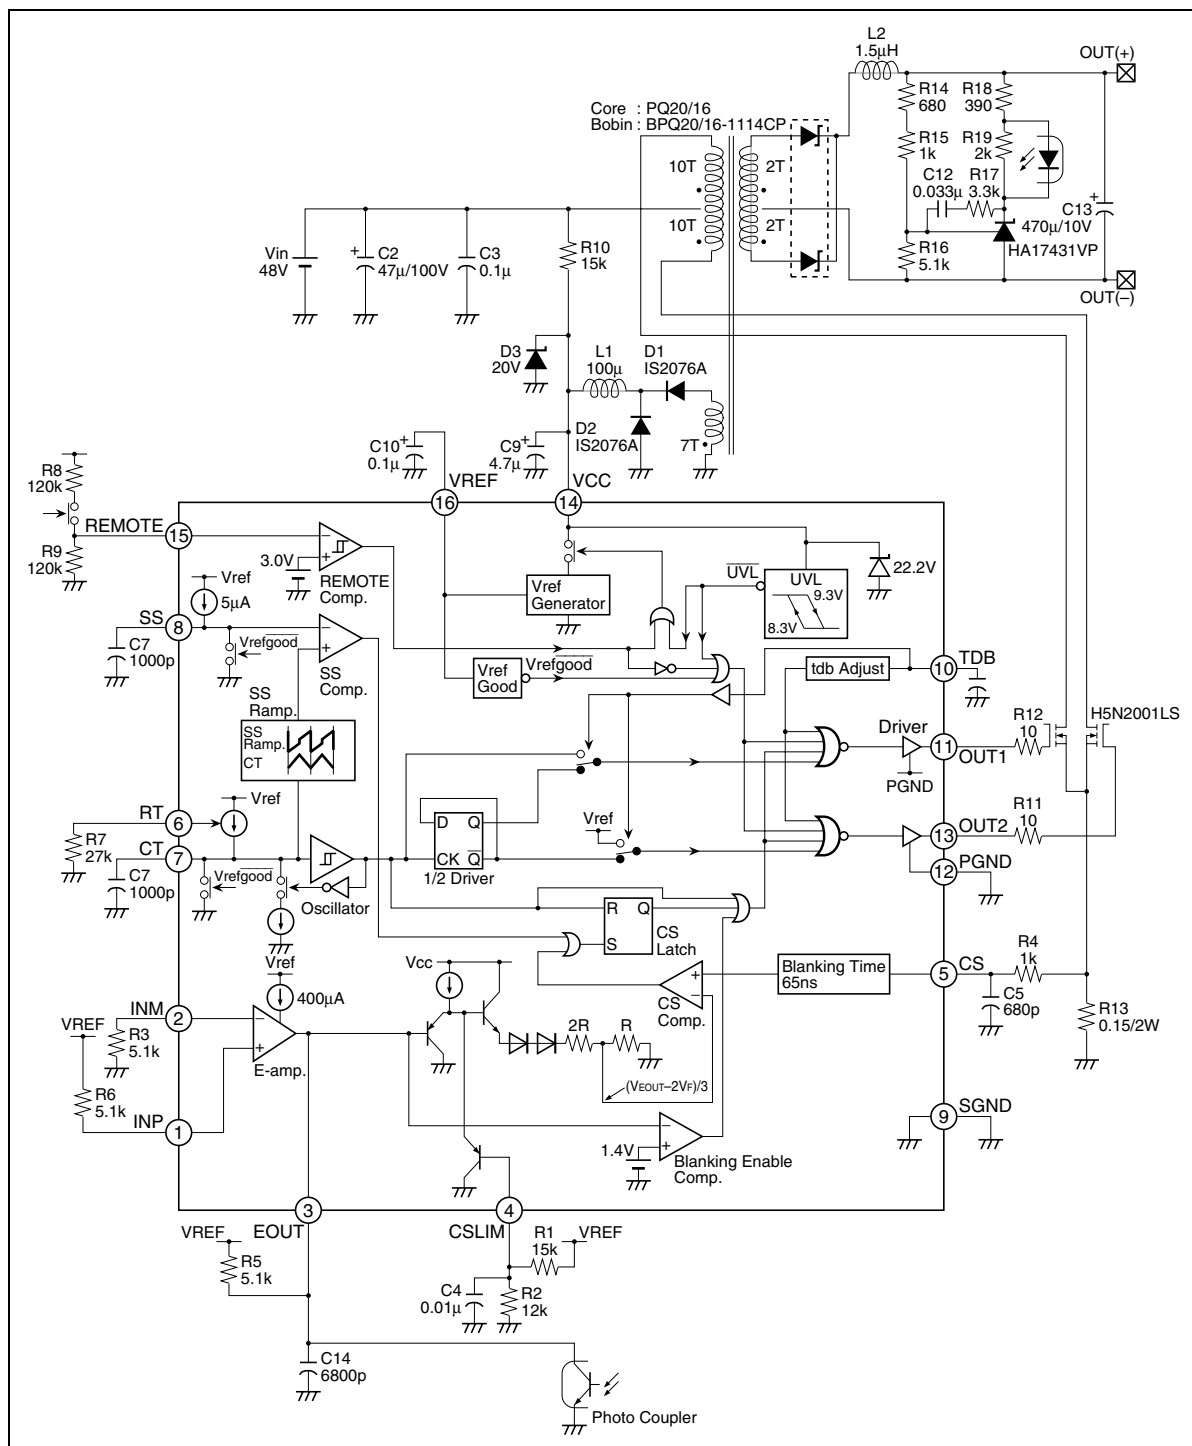 L2
1.5μH
OUT(+)
R14
680
R18
390
Core : PQ20/16
Bobin : BPQ20/16-1114CP
R15
1k
R19
2k
10T
2T
C12
0.033μ
R17
3.3k
C13
470μ/10V
10T
2T
HA17431VP
Vin
48V
C2
47μ/100V
C3
0.1μ
R10
15k
R16
5.1k
OUT(–)
D3
20V
L1
100μ
D1
IS2076A
D2
IS2076A
7T
C10
0.1μ
C9
4.7μ
R8
120k
VREF
VCC
16
14
REMOTE
15
R9
120k
3.0V
REMOTE
Comp.
Vref
Generator
UVL
UVL
9.3V
8.3V
22.2V
Vref
5μA
SS
8
C7
1000p
Vrefgood
SS
Comp.
Vref
Good
Vrefgood
tdb Adjust
10
TDB
SS
Ramp.
SS
Ramp.
CT
H5N2001LS
Driver
R12
10
11
OUT1
PGND
RT
6
Vref
R7
27k
CT
7
C7
1000p
D
Q
CK
Q
1/2 Driver
Vref
R11
10
13
OUT2
PGND
12
Vrefgood
Oscillator
R
Q
S
CS
Latch
Vref
400μA
Vcc
Blanking Time
65ns
5
CS
R4
1k
C5
680p
R13
0.15/2W
CS
Comp.
INM
2
VREF
R3
5.1k
E-amp.
2R
R
(VEOUT–2VF)/3
R6
5.1k
INP
1
9
SGND
1.4V
Blanking Enable
Comp.
3
EOUT
4
CSLIM
VREF
R5
5.1k
R1
15k
VREF
C4
0.01μ
R2
12k
C14
6800p
Photo Coupler